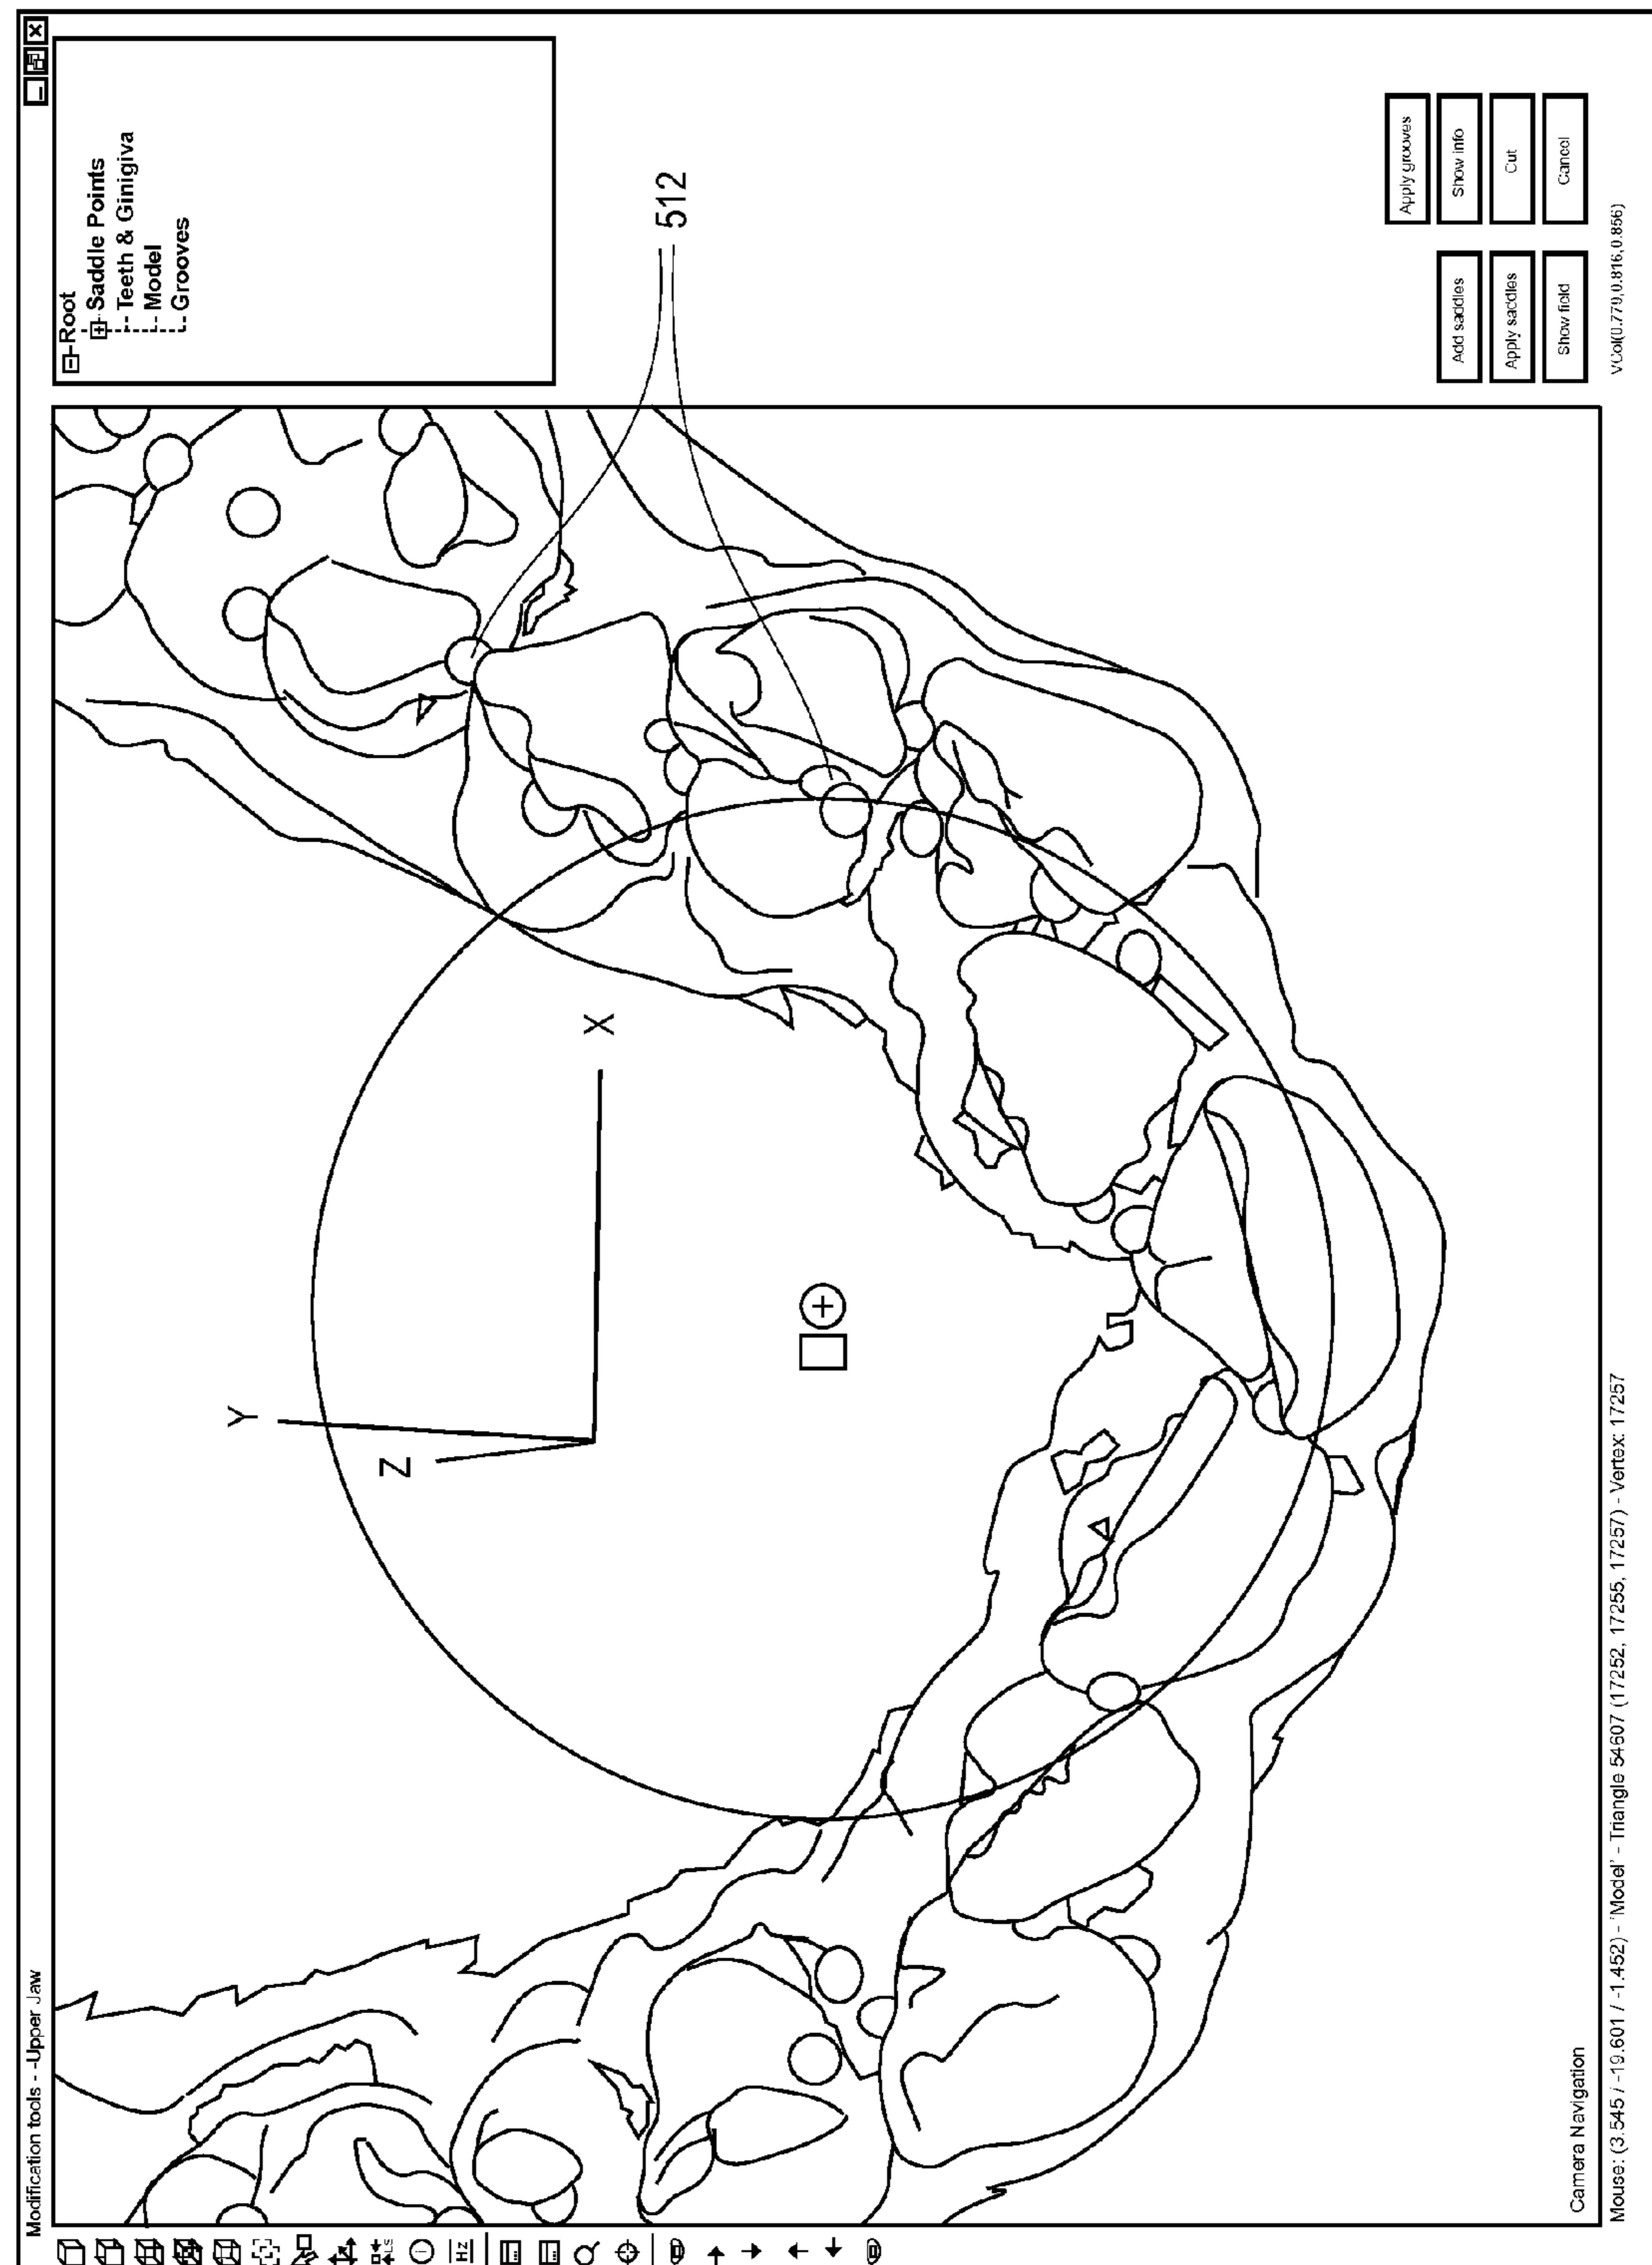 Modification tools - -Upper Jaw
Root
Saddle Points
Teeth & Ginigiva
Model
Grooves
512
X
Y
Z
Apply grooves
Add saddles
Show info
Apply saddles
Cut
Show field
Cancel
VCol(0.779,0.816,0.856)
Camera Navigation
Mouse: (3.545 / -19.601 / -1.452) - 'Model' - Triangle 54607 (17252, 17255, 17257) - Vertex: 17257
Hz